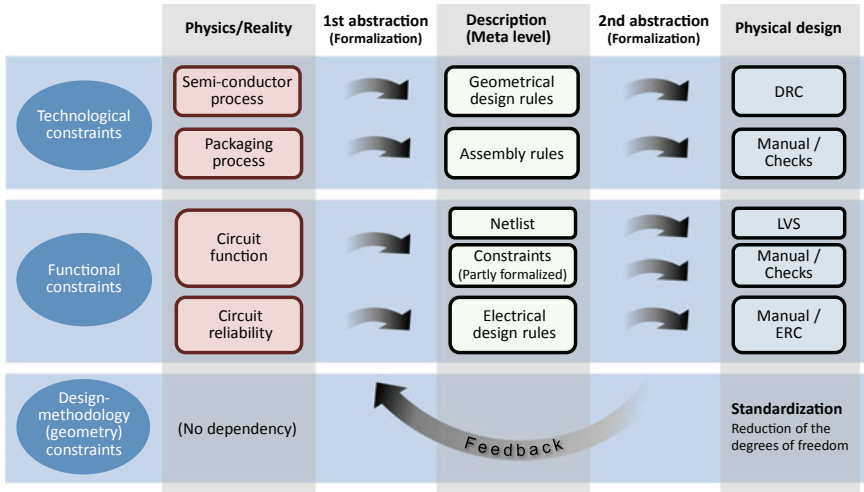 Physics/Reality
1st abstraction
(Formalization)
Description
(Meta level)
2nd abstraction
(Formalization)
Physical design
Technological
constraints
Semi-conductor
process
Geometrical
design rules
DRC
Packaging
process
Assembly rules
Manual /
Checks
Functional
constraints
Circuit
function
Netlist
LVS
Constraints
(Partly formalized)
Manual /
Checks
Circuit
reliability
Electrical
design rules
Manual /
ERC
Design-
methodology
(geometry)
constraints
(No dependency)
Feedback
Standardization
Reduction of the
degrees of freedom